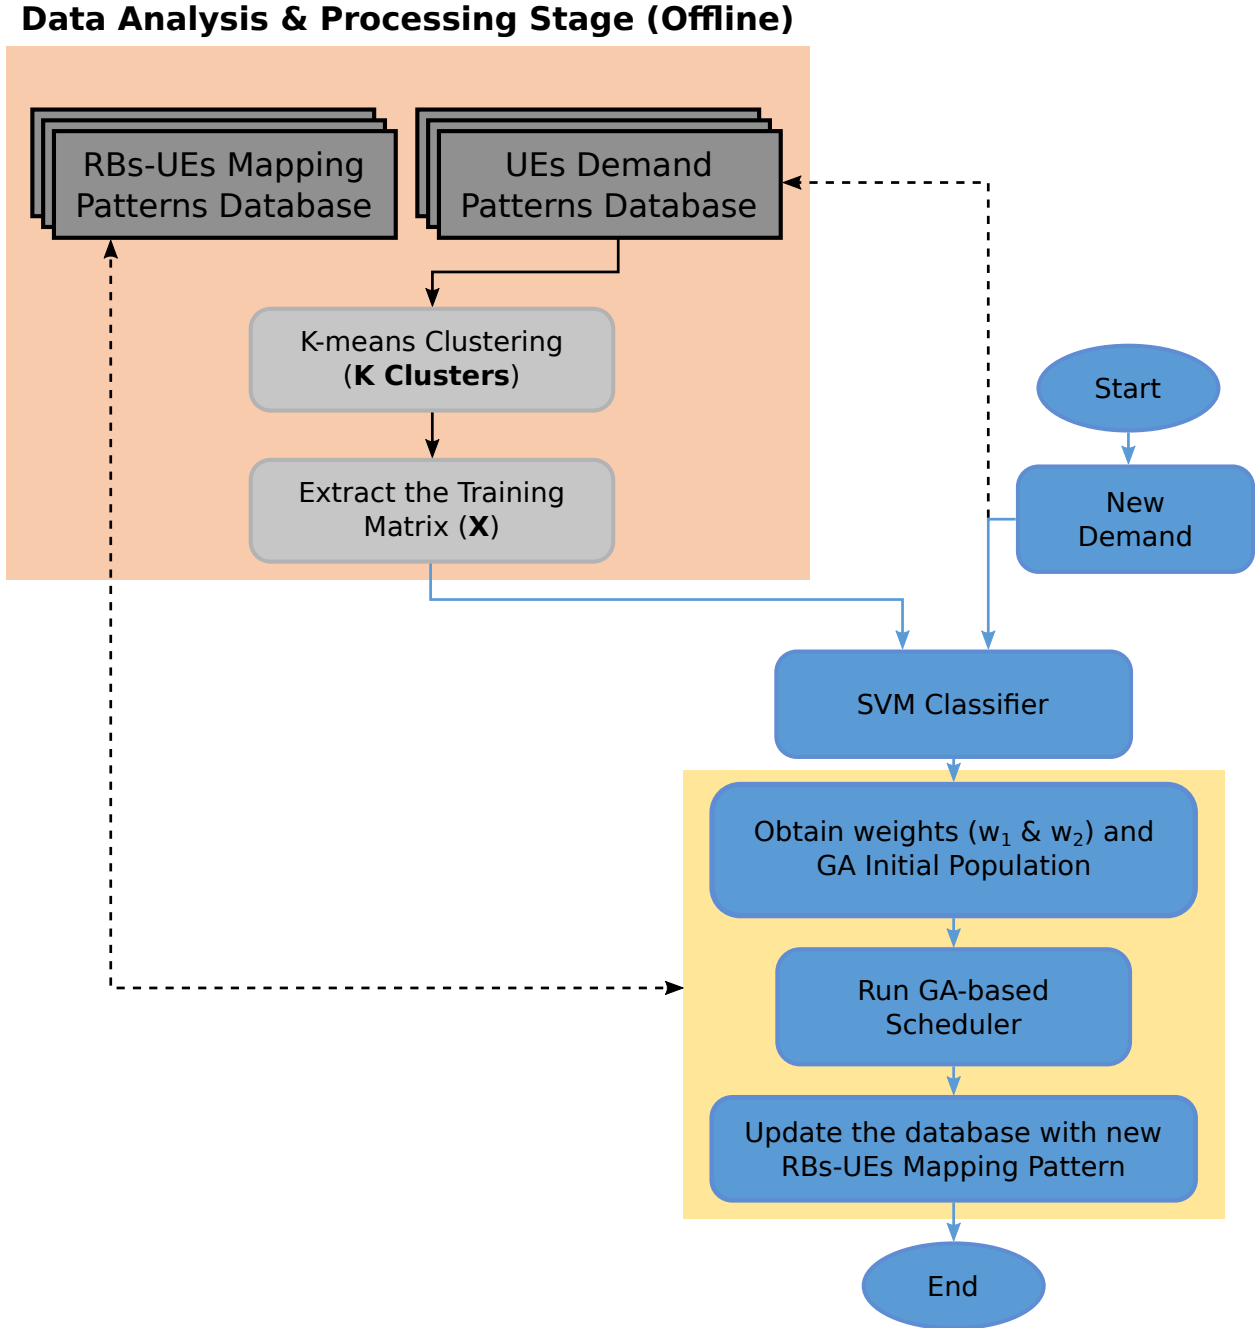 Data Analysis & Processing Stage (Offline)
RBs-UEs Mapping
Patterns Database
UEs Demand
Patterns Database
K-means Clustering
(K Clusters)
Extract the Training
Matrix (X)
Start
New
Demand
SVM Classifier
Obtain weights (w₁ & w₂) and
GA Initial Population
Run GA-based
Scheduler
Update the database with new
RBs-UEs Mapping Pattern
End